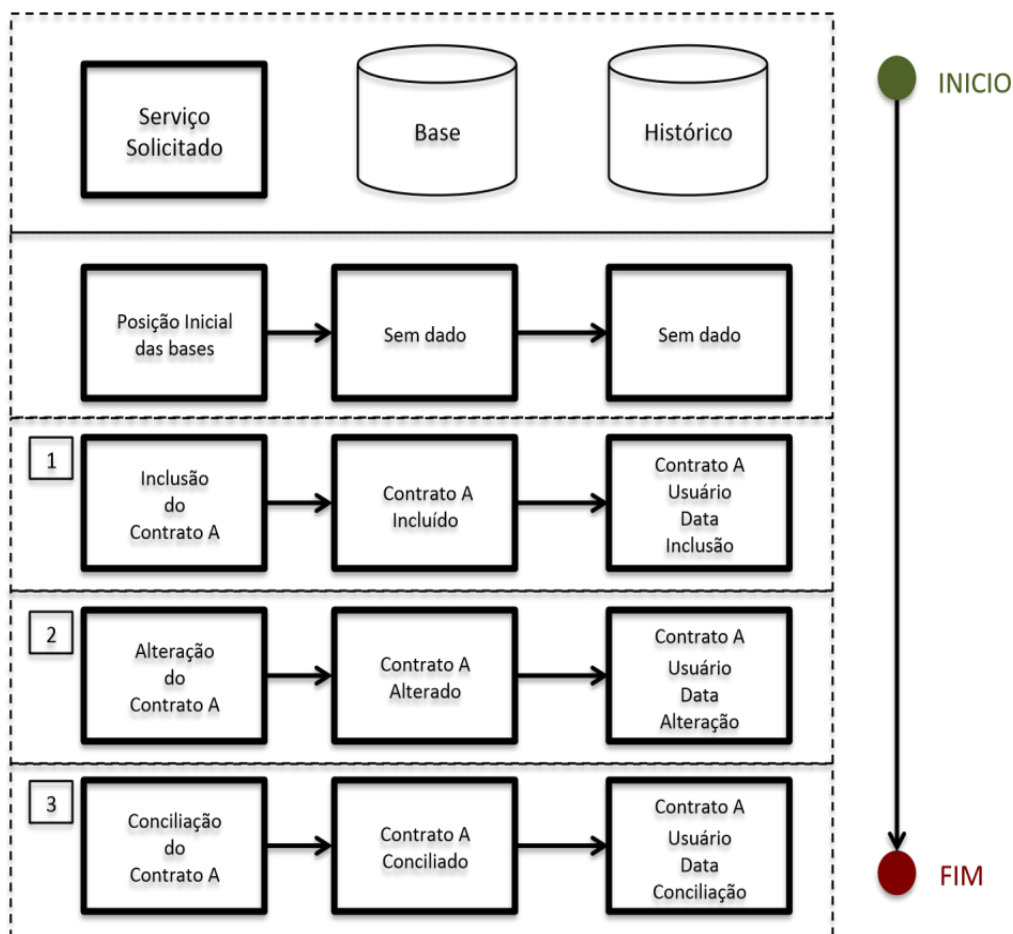 Serviço
Solicitado
Base
Histórico
INICIO
Posição Inicial
das bases
Sem dado
Sem dado
1
Inclusão
do
Contrato A
Contrato A
Incluído
Contrato A
Usuário
Data
Inclusão
2
Alteração
do
Contrato A
Contrato A
Alterado
Contrato A
Usuário
Data
Alteração
3
Conciliação
do
Contrato A
Contrato A
Conciliado
Contrato A
Usuário
Data
Conciliação
FIM